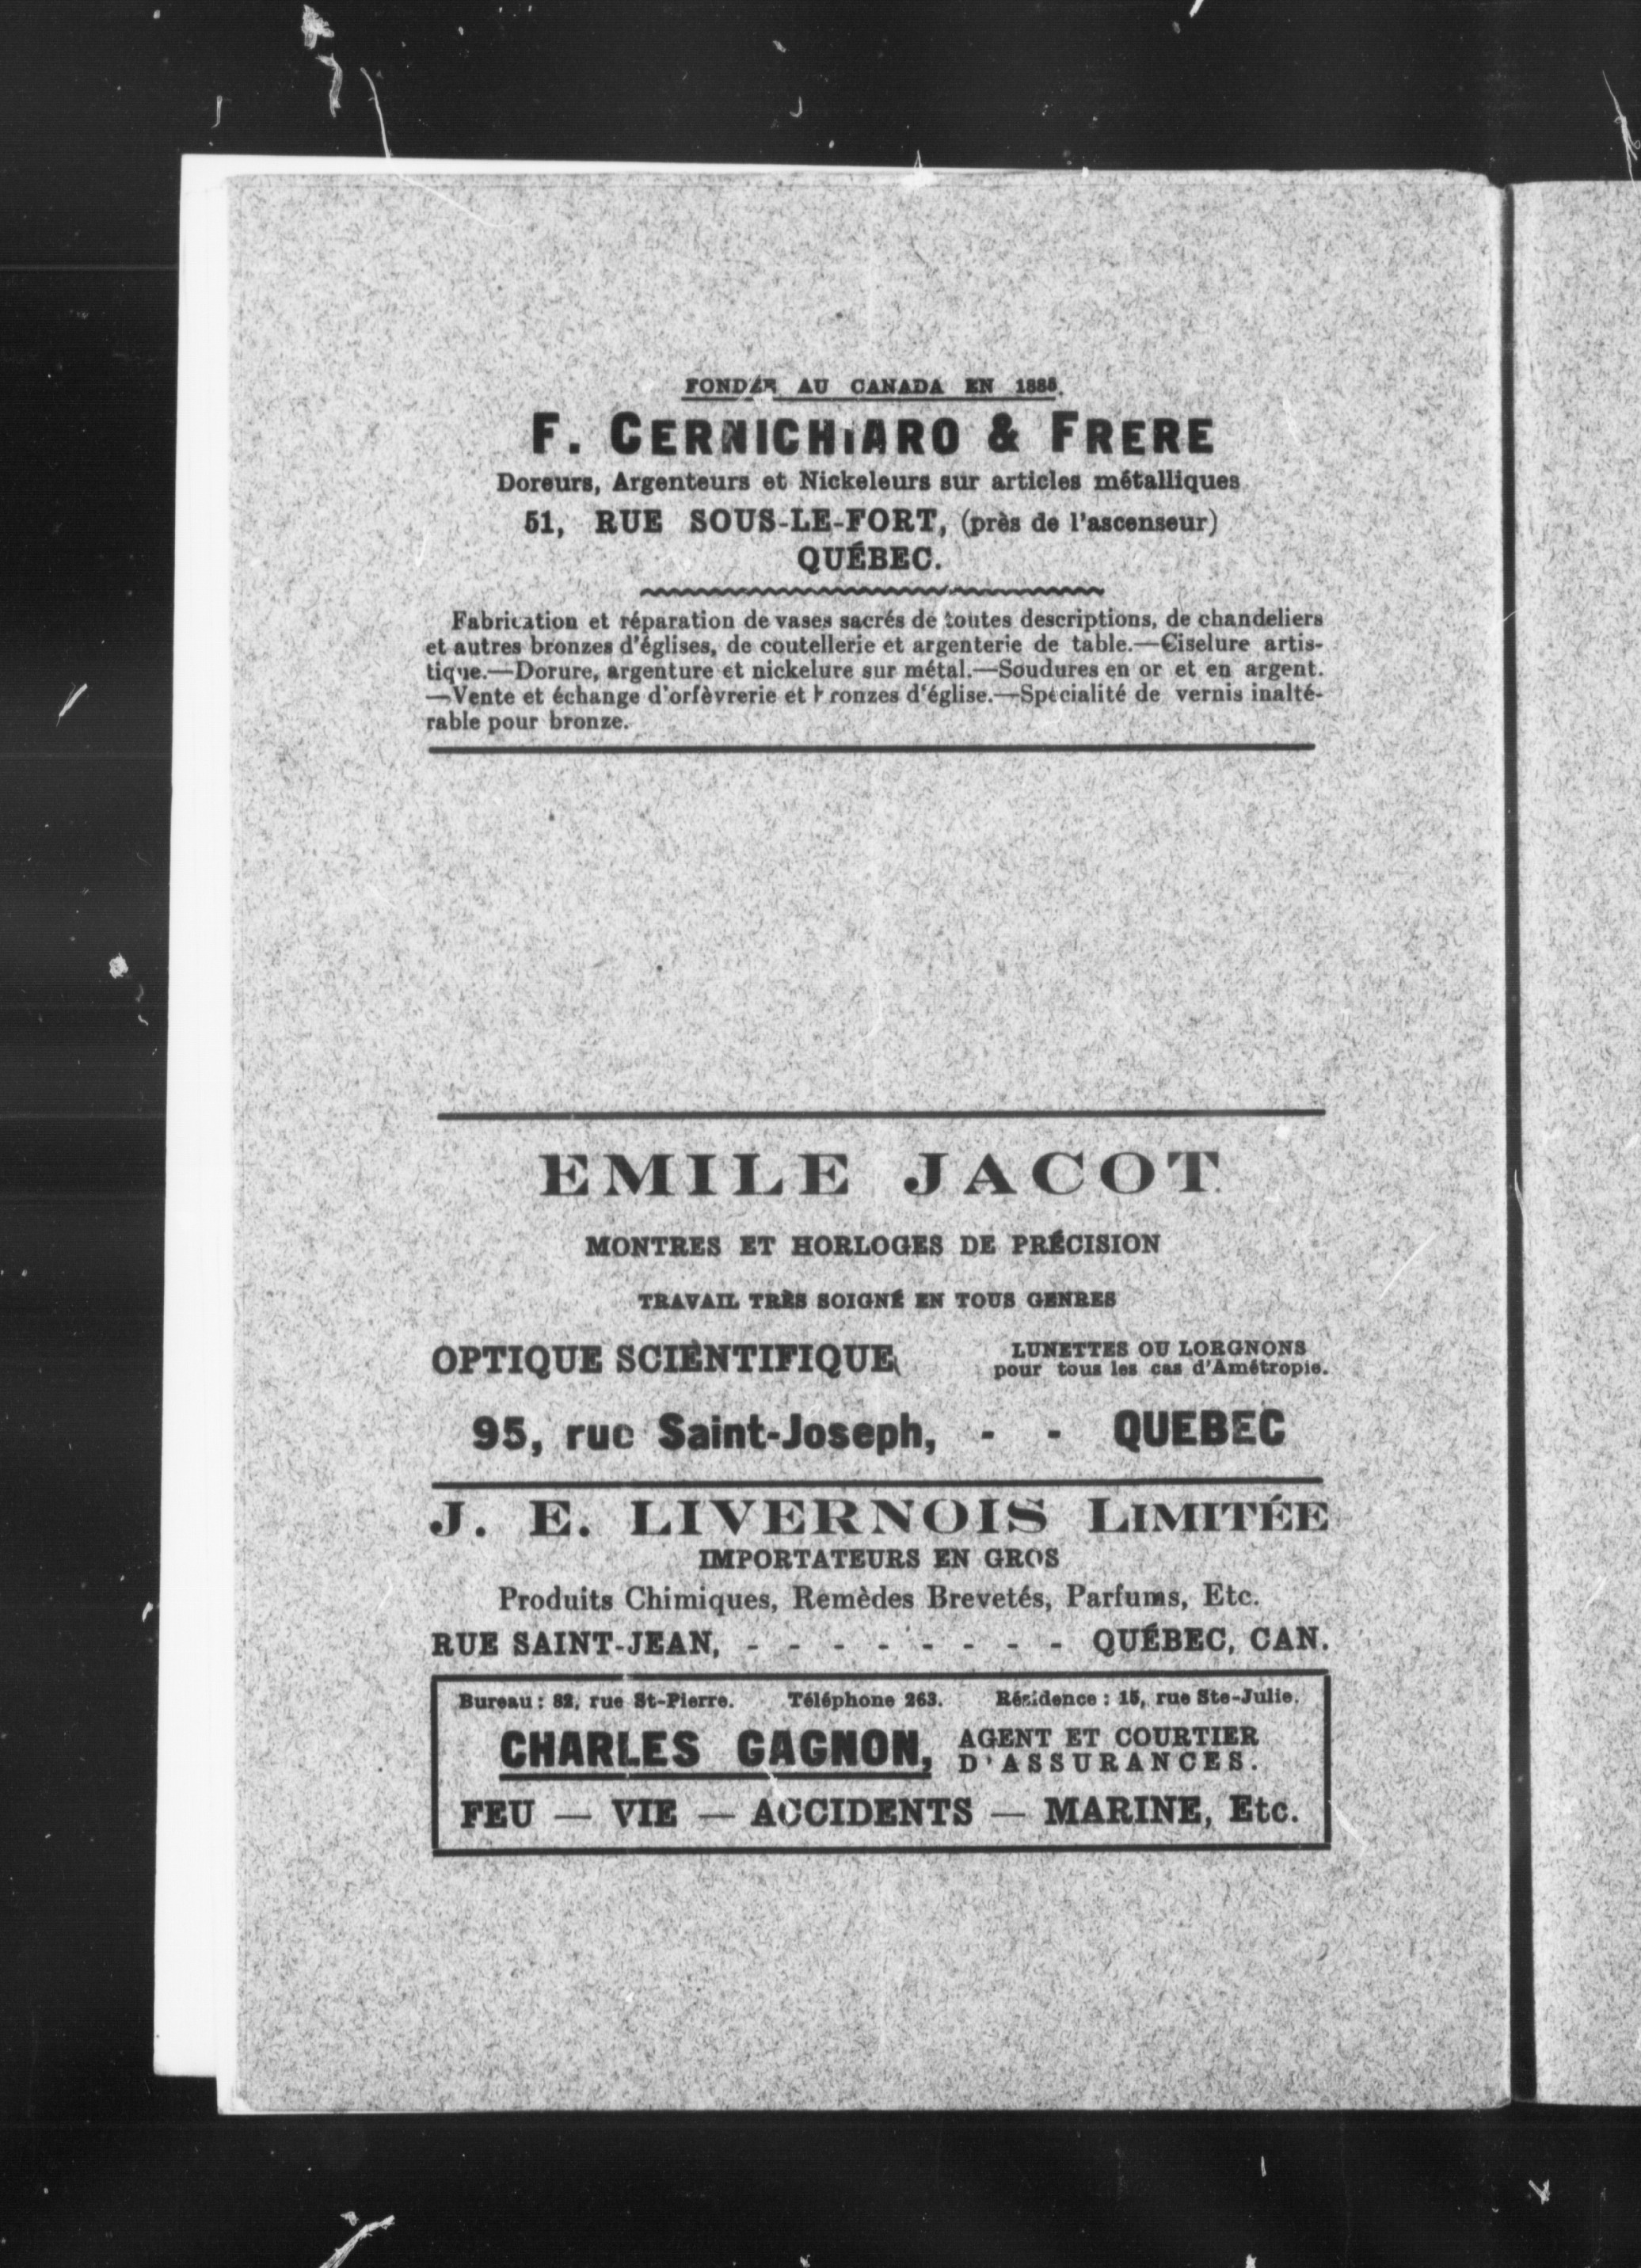 FONDÉE AU CANADA EN 1885.
F. CERNICHIARO & FRERE
Doreurs, Argenteurs et Nickeleurs sur articles métalliques
51, RUE SOUS-LE-FORT, (près de l'ascenseur)
QUÉBEC.
Fabrication et réparation de vases sacrés de toutes descriptions, de chandeliers
et autres bronzes d'églises, de coutellerie et argenterie de table.—Ciselure artis-
tique.—Dorure, argenture et nickelure sur métal.—Soudures en or et en argent.
—Vente et échange d'orfèvrerie et bronzes d'église.—Spécialité de vernis inalté-
rable pour bronze.
EMILE JACOT
MONTRES ET HORLOGES DE PRÉCISION
TRAVAIL TRÈS SOIGNÉ EN TOUS GENRES
OPTIQUE SCIENTIFIQUE
LUNETTES OU LORGNONS
pour tous les cas d'Amétropie.
95, rue Saint-Joseph, - - QUEBEC
J. E. LIVERNOIS LIMITÉE
IMPORTATEURS EN GROS
Produits Chimiques, Remèdes Brevetés, Parfums, Etc.
RUE SAINT-JEAN, - - - - - - - - QUÉBEC, CAN.
Bureau : 82, rue St-Pierre. Téléphone 263. Résidence : 15, rue Ste-Julie.
CHARLES GAGNON, AGENT ET COURTIER
D'ASSURANCES.
FEU — VIE — ACCIDENTS — MARINE, Etc.